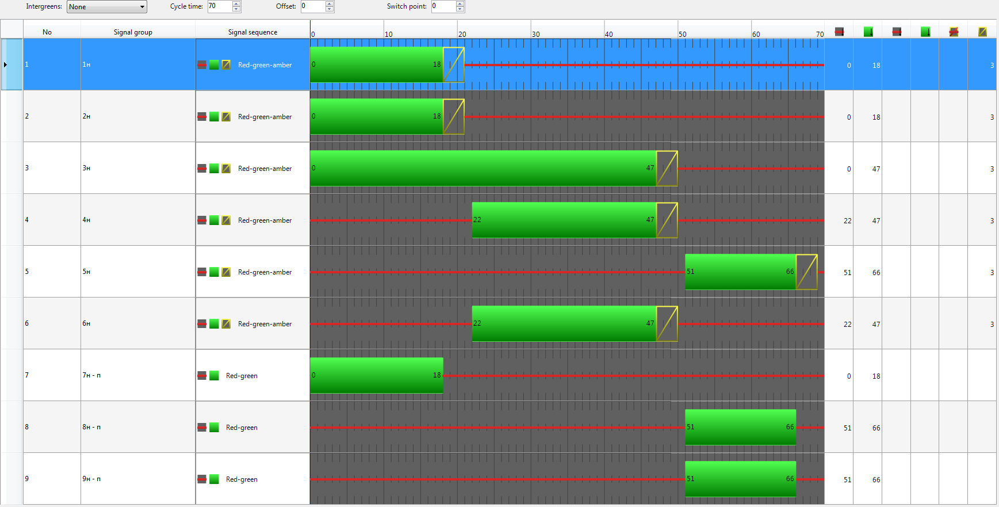 Intergreens: None Cycle time: 70 Offset: 0 Switch point: 0
No Signal group Signal sequence 0 10 20 30 40 50 60 70
1 1н Red-green-amber 0 18 0 18 3
2 2н Red-green-amber 0 18 0 18 3
3 3н Red-green-amber 0 47 0 47 3
4 4н Red-green-amber 22 47 22 47 3
5 5н Red-green-amber 51 66 51 66 3
6 6н Red-green-amber 22 47 22 47 3
7 7н - п Red-green 0 18 0 18
8 8н - п Red-green 51 66 51 66
9 9н - п Red-green 51 66 51 66